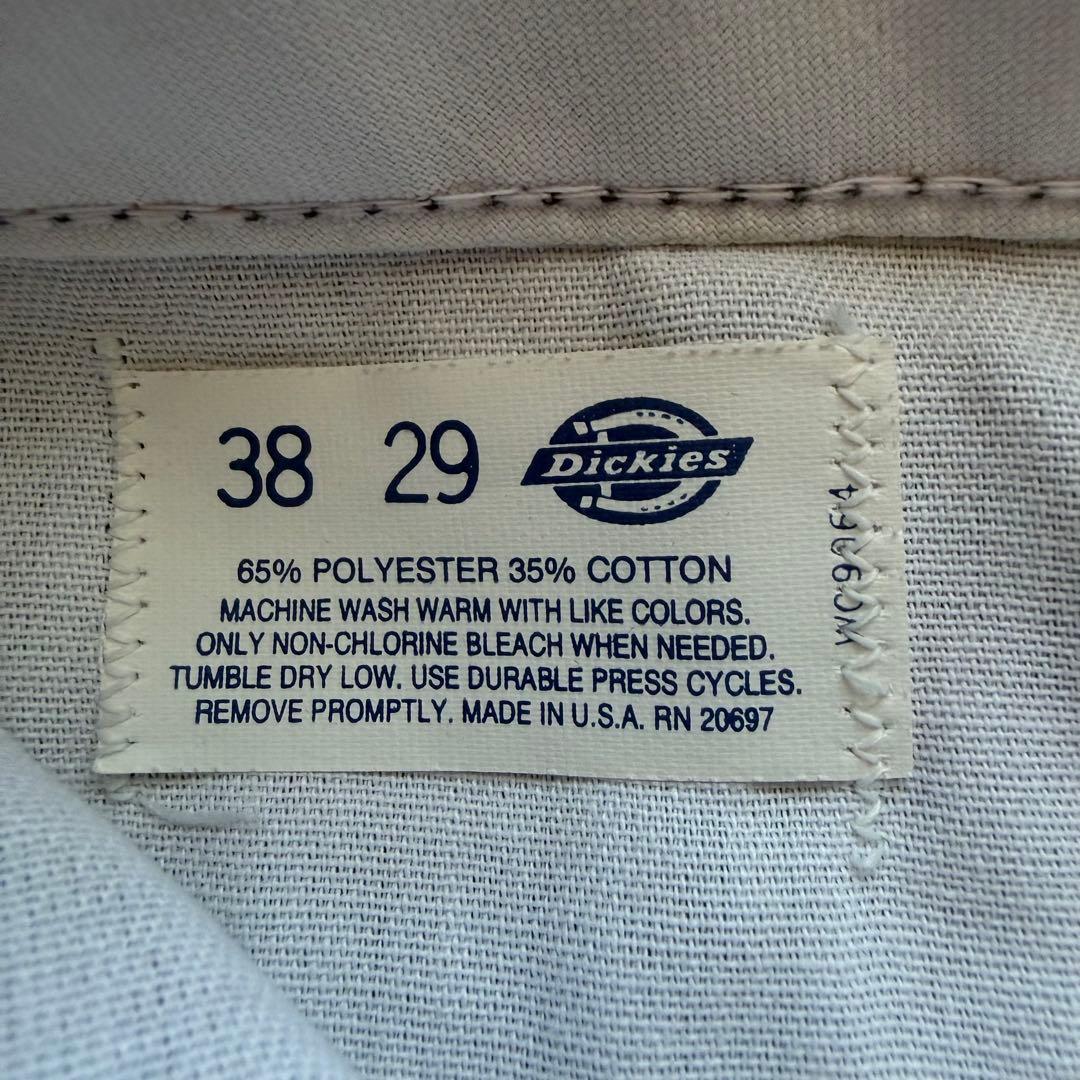 38 29 Dickies
65% POLYESTER 35% COTTON
MACHINE WASH WARM WITH LIKE COLORS.
ONLY NON-CHLORINE BLEACH WHEN NEEDED.
TUMBLE DRY LOW. USE DURABLE PRESS CYCLES.
REMOVE PROMPTLY. MADE IN U.S.A. RN 20697